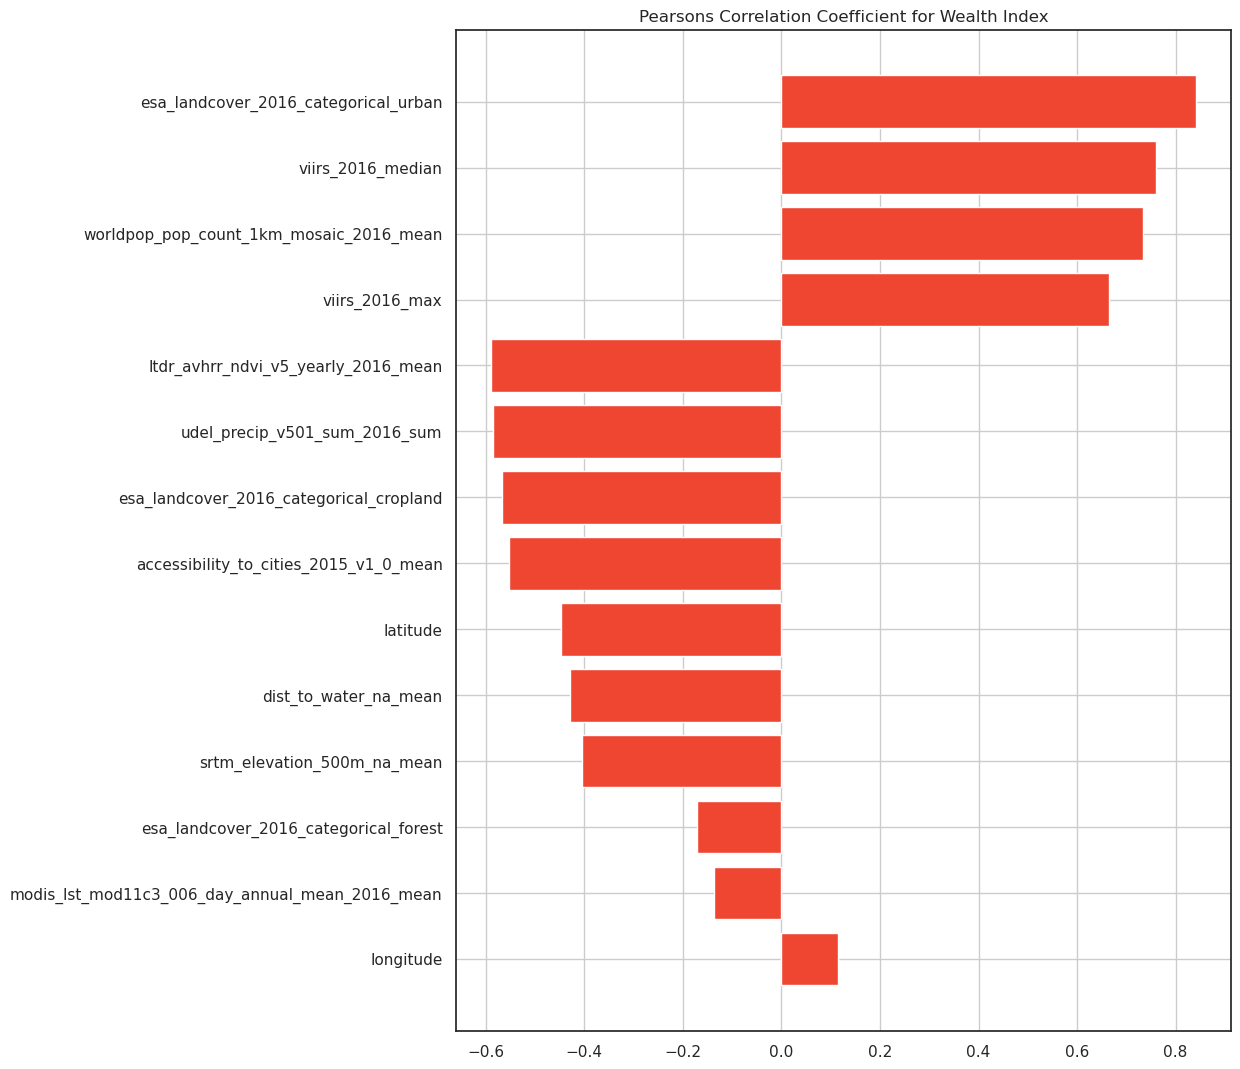 Pearsons Correlation Coefficient for Wealth Index
esa_landcover_2016_categorical_urban
viirs_2016_median
worldpop_pop_count_1km_mosaic_2016_mean
viirs_2016_max
ltdr_avhrr_ndvi_v5_yearly_2016_mean
udel_precip_v501_sum_2016_sum
esa_landcover_2016_categorical_cropland
accessibility_to_cities_2015_v1_0_mean
latitude
dist_to_water_na_mean
srtm_elevation_500m_na_mean
esa_landcover_2016_categorical_forest
modis_lst_mod11c3_006_day_annual_mean_2016_mean
longitude
−0.6 −0.4 −0.2 0.0 0.2 0.4 0.6 0.8